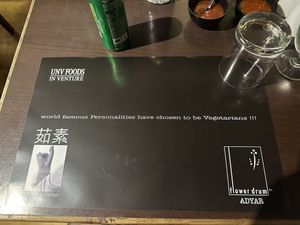 UNV FOODS
IN VENTURE
world famous Personalities have chosen to be Vegetarians !!!
茹素
flower drum
ADYAR